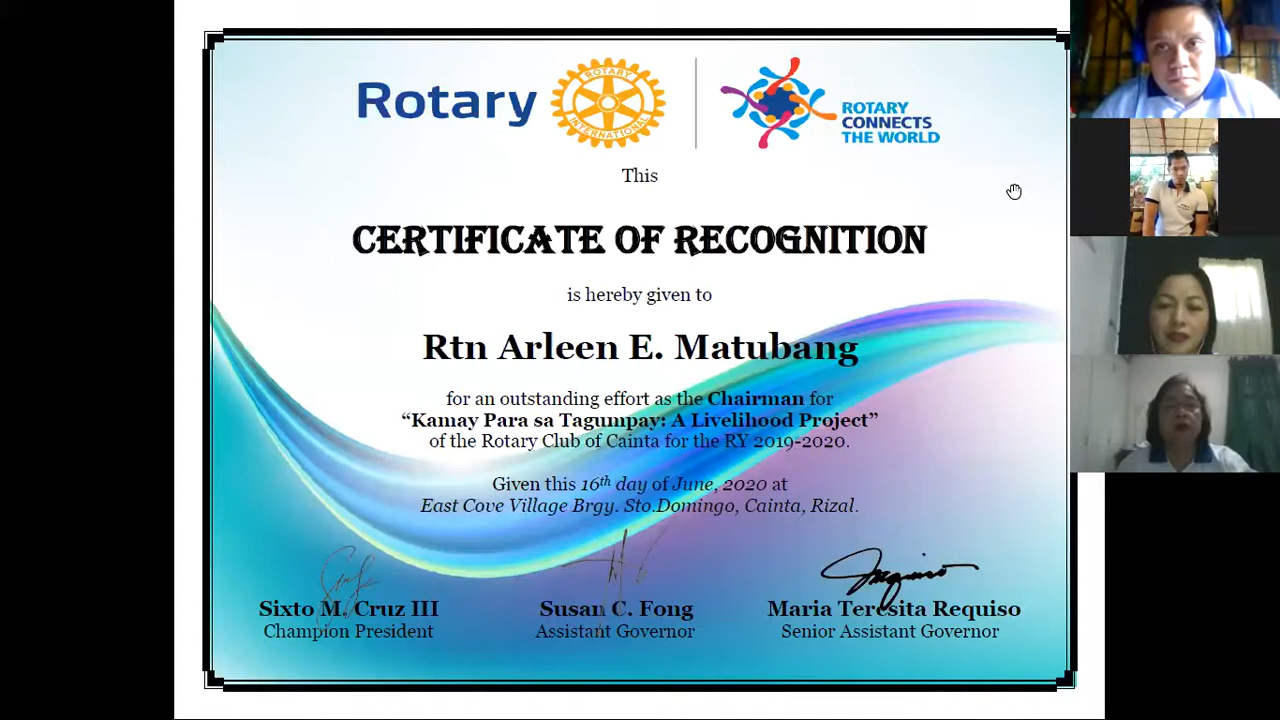 Rotary
ROTARY
INTERNATIONAL
ROTARY
CONNECTS
THE WORLD
This
CERTIFICATE OF RECOGNITION
is hereby given to
Rtn Arleen E. Matubang
for an outstanding effort as the Chairman for
“Kamay Para sa Tagumpay: A Livelihood Project”
of the Rotary Club of Cainta for the RY 2019-2020.
Given this 16th day of June, 2020 at
East Cove Village Brgy. Sto.Domingo, Cainta, Rizal.
Sixto M. Cruz III
Champion President
Susan C. Fong
Assistant Governor
Maria Teresita Requiso
Senior Assistant Governor